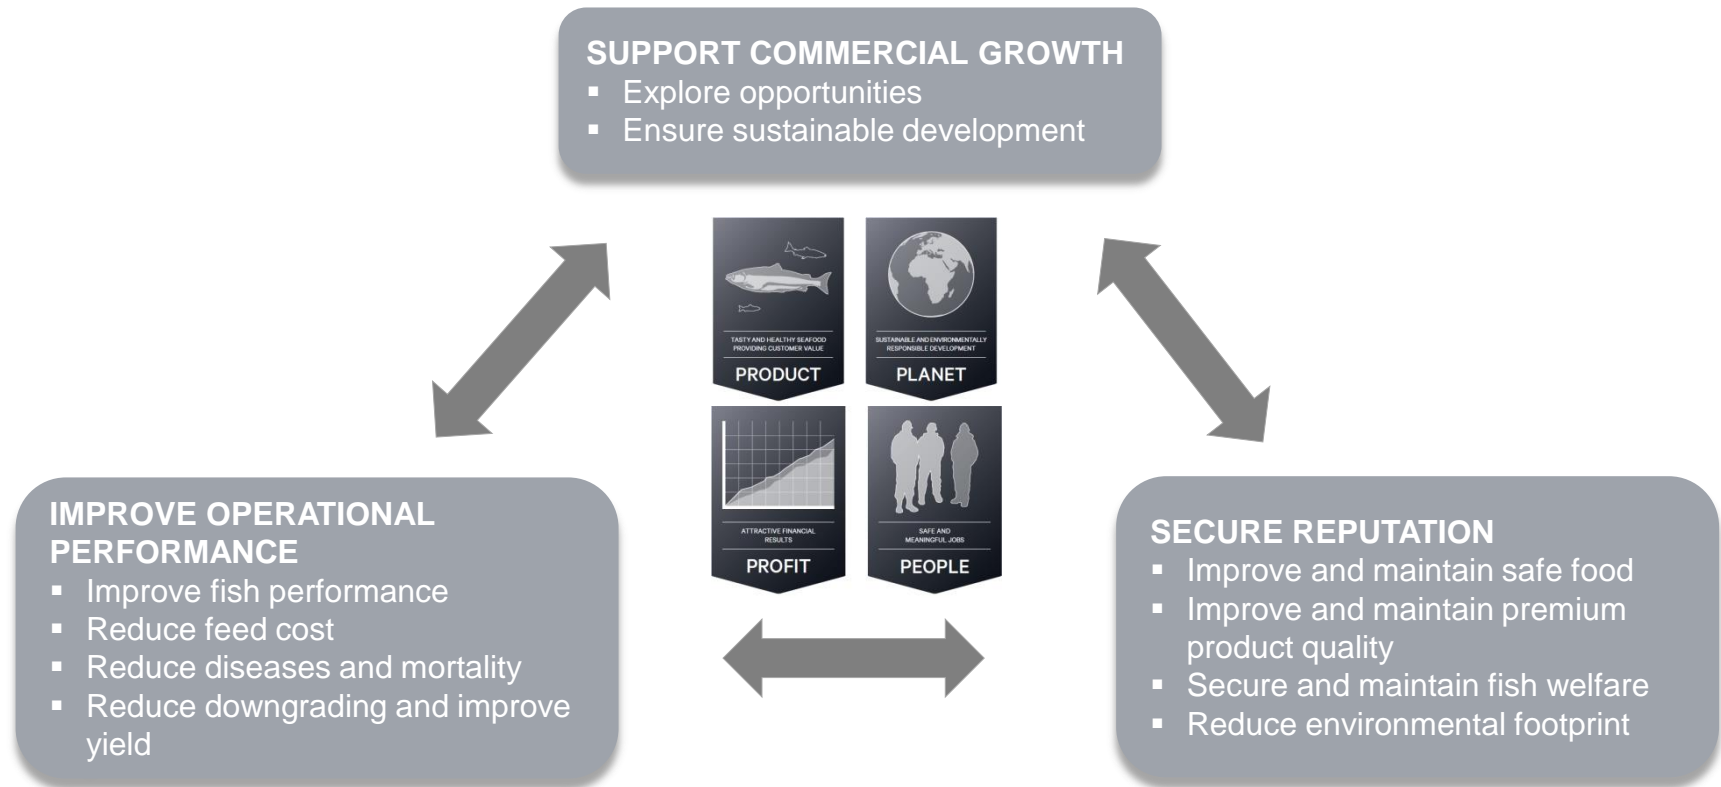 SUPPORT COMMERCIAL GROWTH
▪ Explore opportunities
▪ Ensure sustainable development
TASTY AND HEALTHY SEAFOOD
PROVIDING CUSTOMER VALUE
PRODUCT
SUSTAINABLE AND ENVIRONMENTALLY
RESPONSIBLE DEVELOPMENT
PLANET
ATTRACTIVE FINANCIAL
RESULTS
PROFIT
SAFE AND
MEANINGFUL JOBS
PEOPLE
IMPROVE OPERATIONAL
PERFORMANCE
▪ Improve fish performance
▪ Reduce feed cost
▪ Reduce diseases and mortality
▪ Reduce downgrading and improve
yield
SECURE REPUTATION
▪ Improve and maintain safe food
▪ Improve and maintain premium
product quality
▪ Secure and maintain fish welfare
▪ Reduce environmental footprint